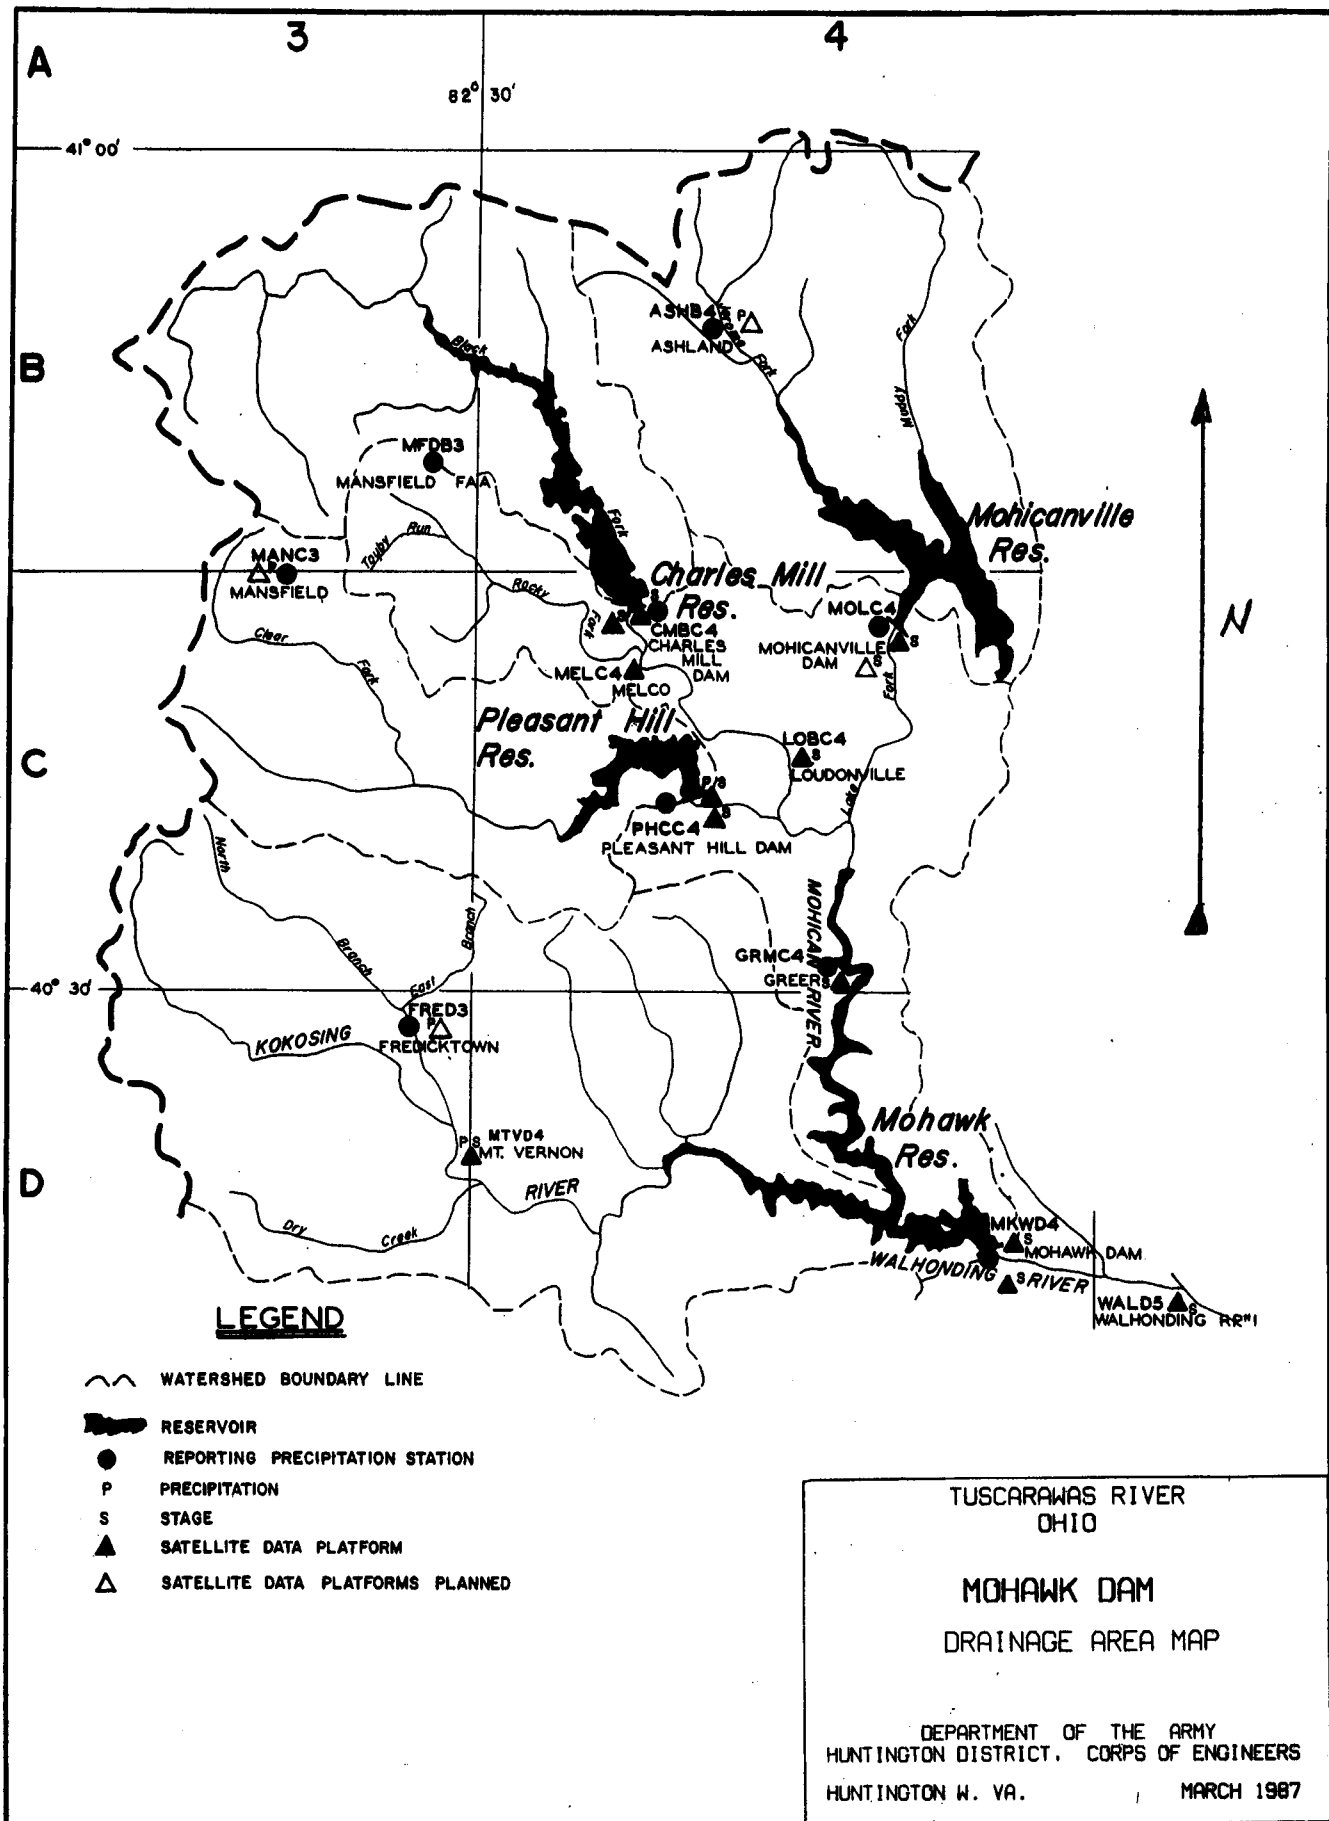 3
4
A
82° 30'
41° 00'
ASHB4
P
ASHLAND
Jerome
Fork
Black
Fork
B
Muddy
Fork
MFDB3
MANSFIELD FAA
Mohicanville
Res.
Touby
Run
MANC3
P
MANSFIELD
Rocky
Fork
Charles Mill
Res.
S
S
CMBC4
CHARLES
MILL
DAM
MOLC4
MOHICANVILLE
DAM
S
S
N
Clear
Fork
MELC4
MELCO
Fork
Lake
Pleasant Hill
Res.
C
LOBC4
S
LOUDONVILLE
P/S
S
PHCC4
PLEASANT HILL DAM
North
Branch
East
Branch
MOHICAN
RIVER
GRMC4
GREER
S
40° 30'
FRED3
P
FREDICKTOWN
KOKOSING
RIVER
Mohawk
Res.
P S
MTVD4
MT. VERNON
D
Dry
Creek
MKWD4
S
MOHAWK DAM
WALHONDING
RIVER
S
WALD5
S
WALHONDING RR"1
LEGEND
WATERSHED BOUNDARY LINE
RESERVOIR
REPORTING PRECIPITATION STATION
P PRECIPITATION
S STAGE
SATELLITE DATA PLATFORM
SATELLITE DATA PLATFORMS PLANNED
TUSCARAWAS RIVER
OHIO
MOHAWK DAM
DRAINAGE AREA MAP
DEPARTMENT OF THE ARMY
HUNTINGTON DISTRICT. CORPS OF ENGINEERS
HUNTINGTON W. VA. MARCH 1987